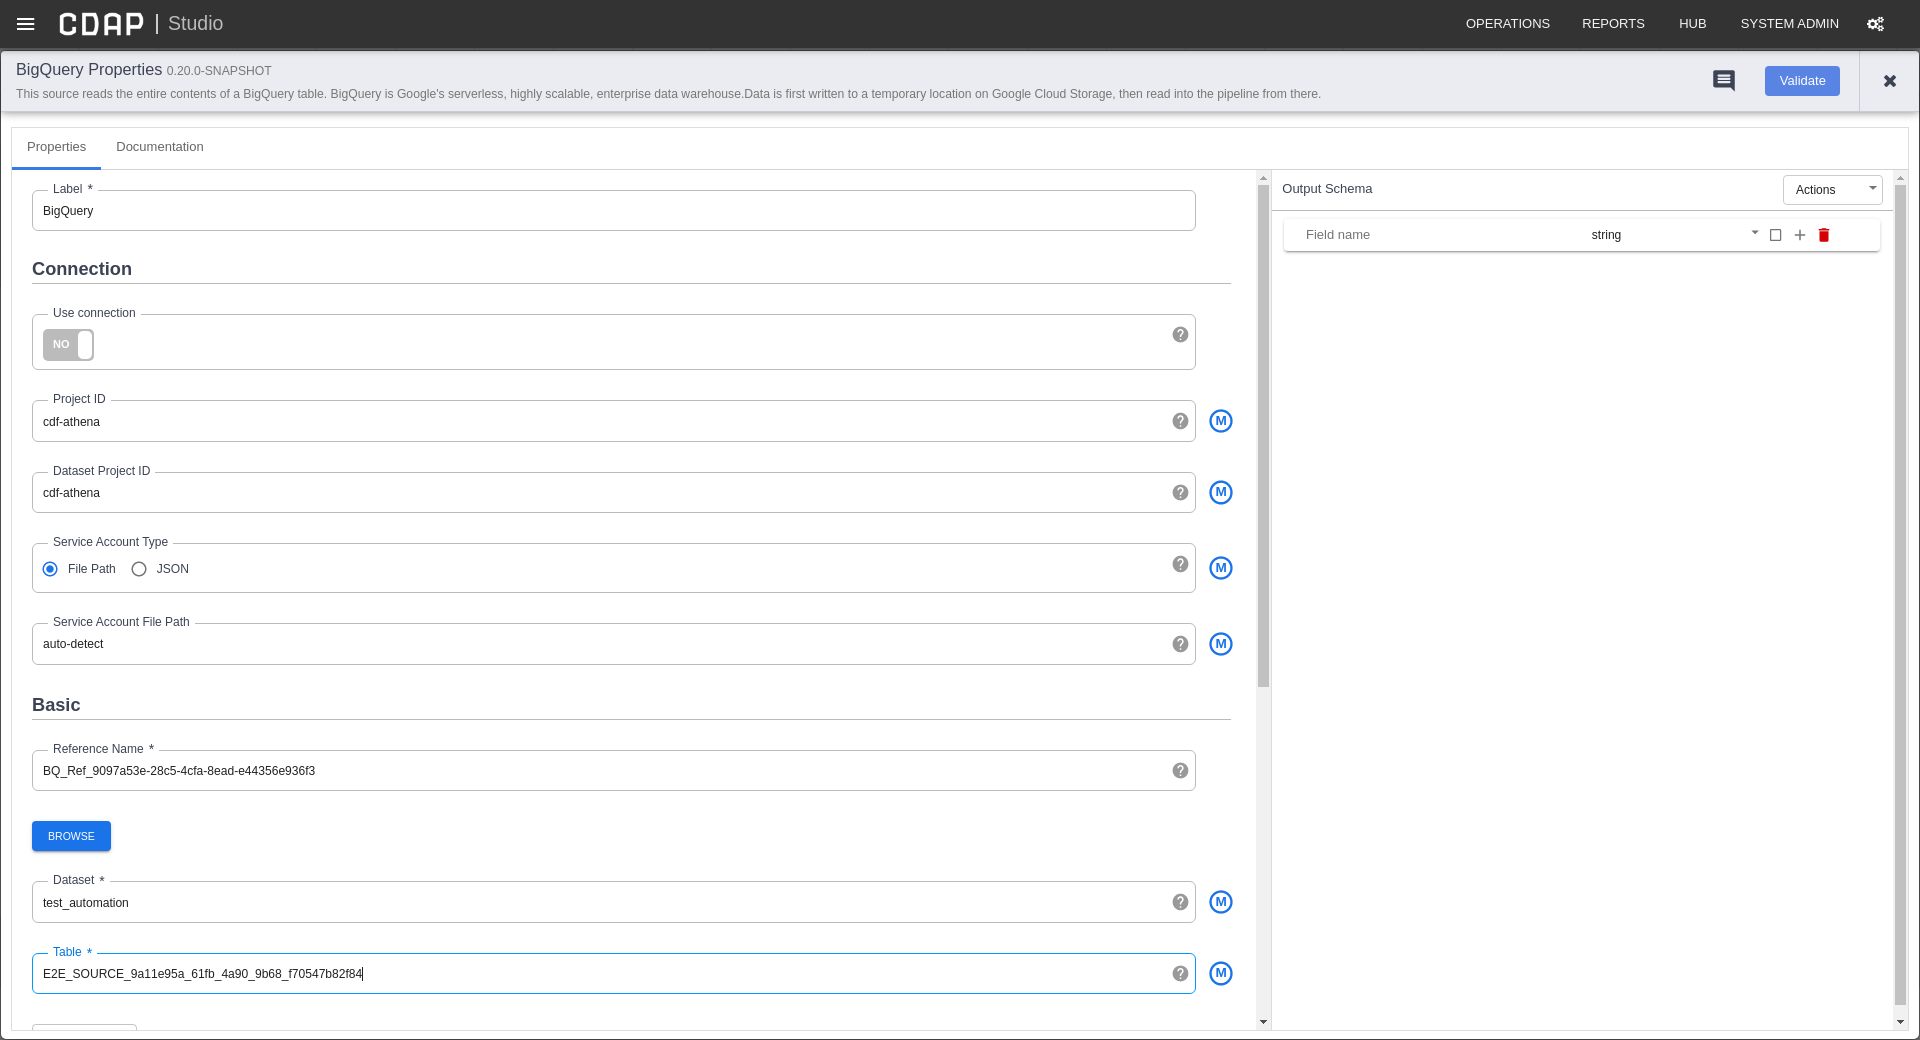 CDAP | Studio
OPERATIONS REPORTS HUB SYSTEM ADMIN
BigQuery Properties 0.20.0-SNAPSHOT
This source reads the entire contents of a BigQuery table. BigQuery is Google's serverless, highly scalable, enterprise data warehouse.Data is first written to a temporary location on Google Cloud Storage, then read into the pipeline from there.
Validate
Properties Documentation
Label *
BigQuery
Connection
Use connection
NO
Project ID
cdf-athena
M
Dataset Project ID
cdf-athena
M
Service Account Type
File Path JSON
M
Service Account File Path
auto-detect
M
Basic
Reference Name *
BQ_Ref_9097a53e-28c5-4cfa-8ead-e44356e936f3
BROWSE
Dataset *
test_automation
M
Table *
E2E_SOURCE_9a11e95a_61fb_4a90_9b68_f70547b82f84
M
Output Schema
Actions
Field name string